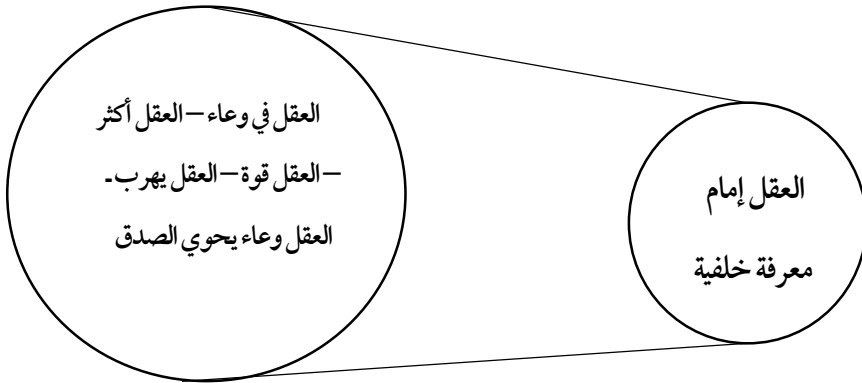 العقل إمام
معرفة خلفية
العقل في وعاء – العقل أكثر
– العقل قوة – العقل يهرب -
العقل وعاء يحوي الصدق